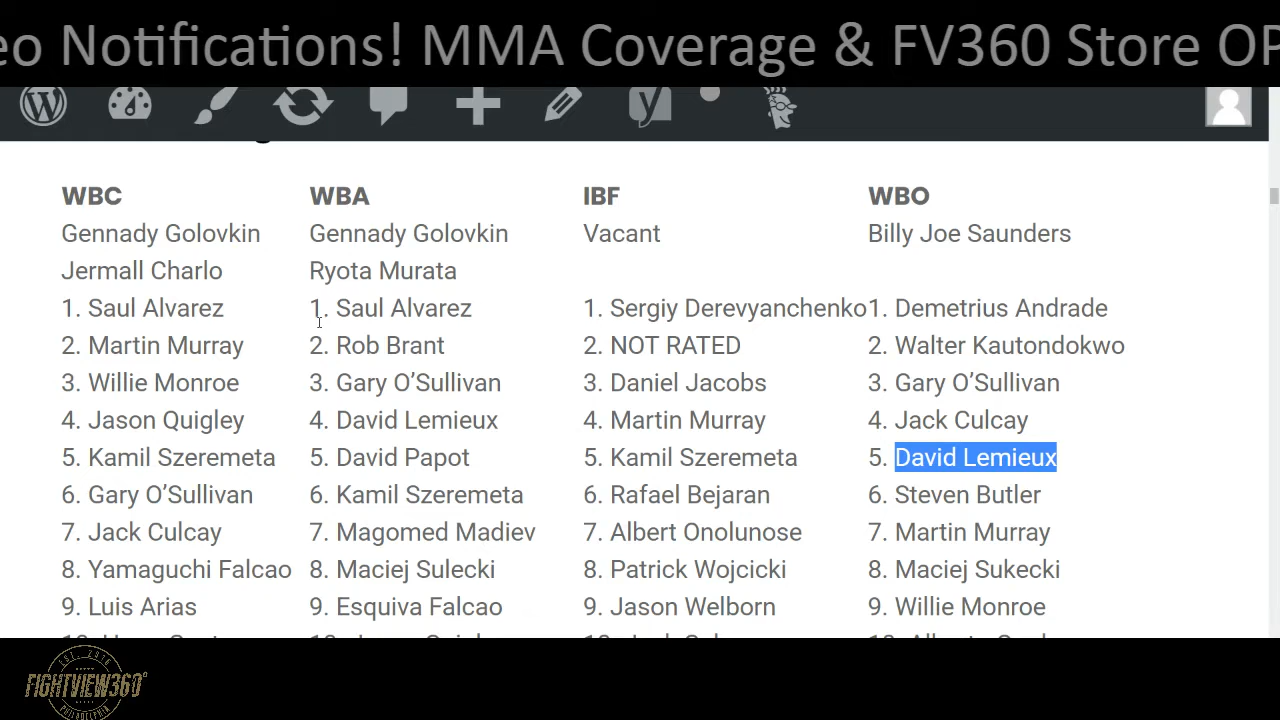 eo Notifications! MMA Coverage & FV360 Store OP
WBC WBA IBF WBO
Gennady Golovkin Gennady Golovkin Vacant Billy Joe Saunders
Jermall Charlo Ryota Murata
1. Saul Alvarez 1. Saul Alvarez 1. Sergiy Derevyanchenko 1. Demetrius Andrade
2. Martin Murray 2. Rob Brant 2. NOT RATED 2. Walter Kautondokwo
3. Willie Monroe 3. Gary O’Sullivan 3. Daniel Jacobs 3. Gary O’Sullivan
4. Jason Quigley 4. David Lemieux 4. Martin Murray 4. Jack Culcay
5. Kamil Szeremeta 5. David Papot 5. Kamil Szeremeta 5. David Lemieux
6. Gary O’Sullivan 6. Kamil Szeremeta 6. Rafael Bejaran 6. Steven Butler
7. Jack Culcay 7. Magomed Madiev 7. Albert Onolunose 7. Martin Murray
8. Yamaguchi Falcao 8. Maciej Sulecki 8. Patrick Wojcicki 8. Maciej Sukecki
9. Luis Arias 9. Esquiva Falcao 9. Jason Welborn 9. Willie Monroe
EST. 2016
FIGHTVIEW360°
PHILADELPHIA